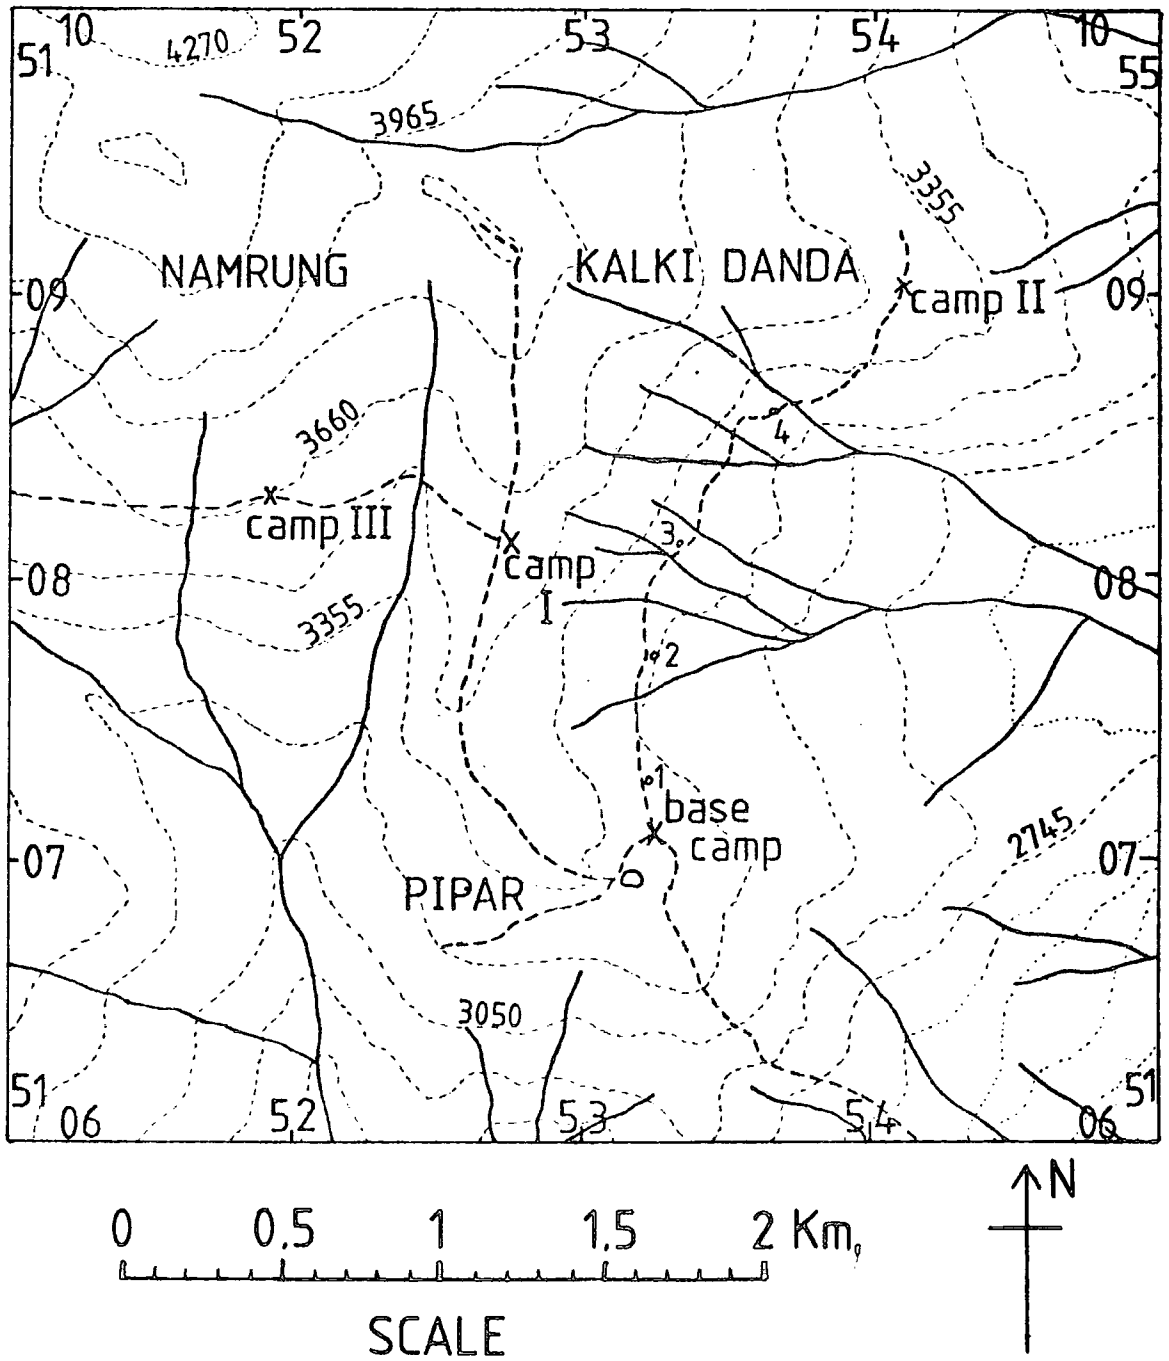 10 52 53 54 10
51 4270 55
3965
3355
NAMRUNG KALKI DANDA
09 camp II 09
3660
4
camp III
3.
camp
08 08
3355 I
2
1
base
camp
2745
07 07
PIPAR
3050
51 51
06 52 53 54 06
N
0 0.5 1 1.5 2 Km,
SCALE